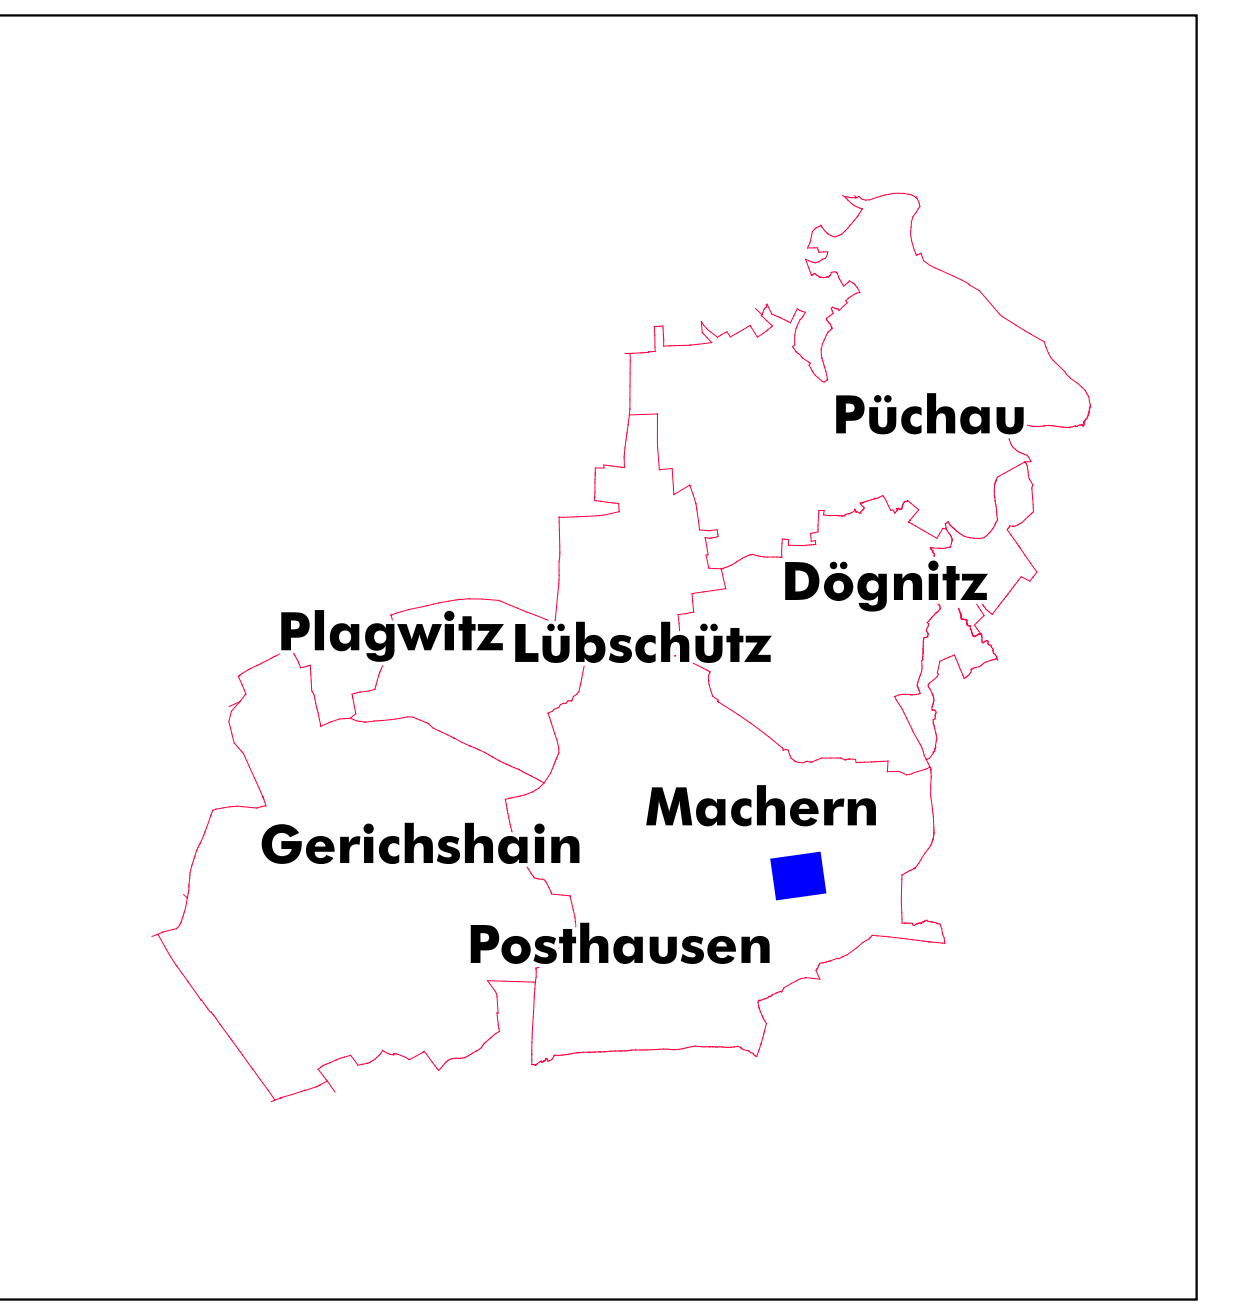 Püchau
Dögnitz
Plagwitz
Lübschütz
Machern
Gerichshain
Posthausen